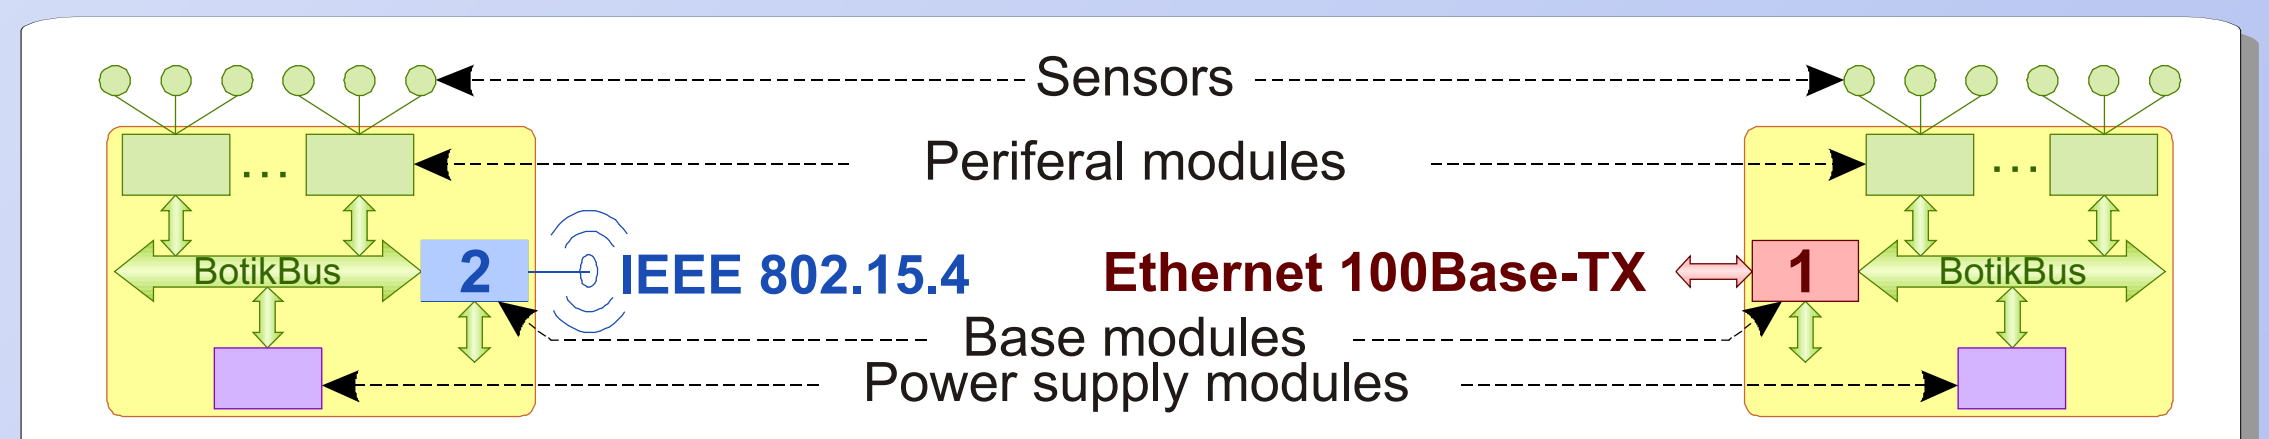 Sensors
Periferal modules
... ...
BotikBus 2 IEEE 802.15.4 Ethernet 100Base-TX 1 BotikBus
Base modules
Power supply modules